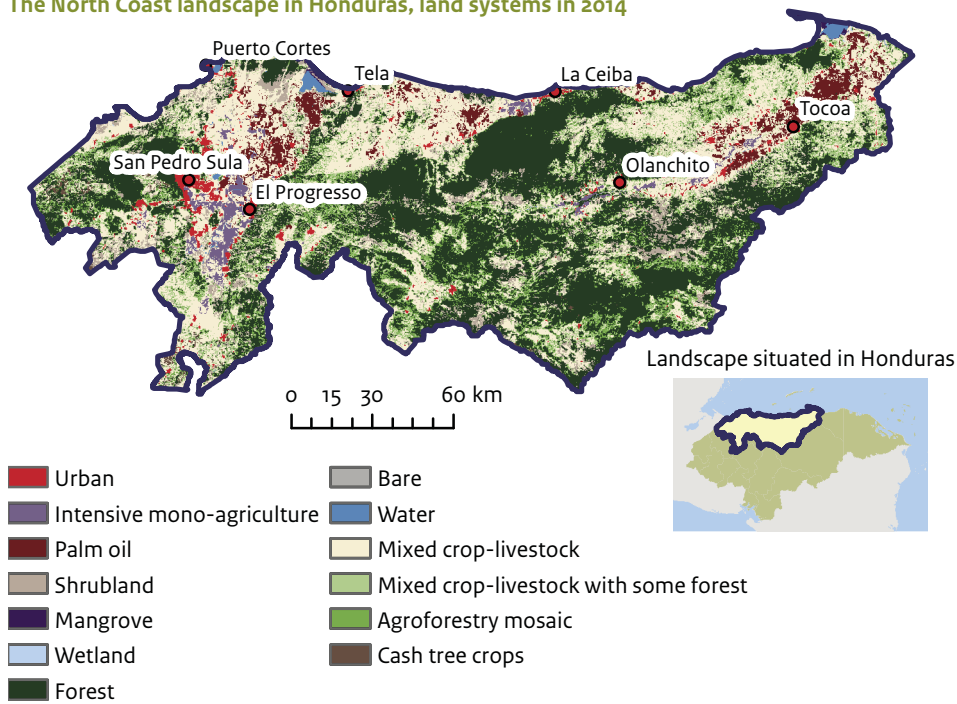 The North Coast landscape in Honduras, land systems in 2014
Puerto Cortes
Tela
La Ceiba
Tocoa
San Pedro Sula
Olanchito
El Progresso
Landscape situated in Honduras
0 15 30 60 km
Urban
Intensive mono-agriculture
Palm oil
Shrubland
Mangrove
Wetland
Forest
Bare
Water
Mixed crop-livestock
Mixed crop-livestock with some forest
Agroforestry mosaic
Cash tree crops